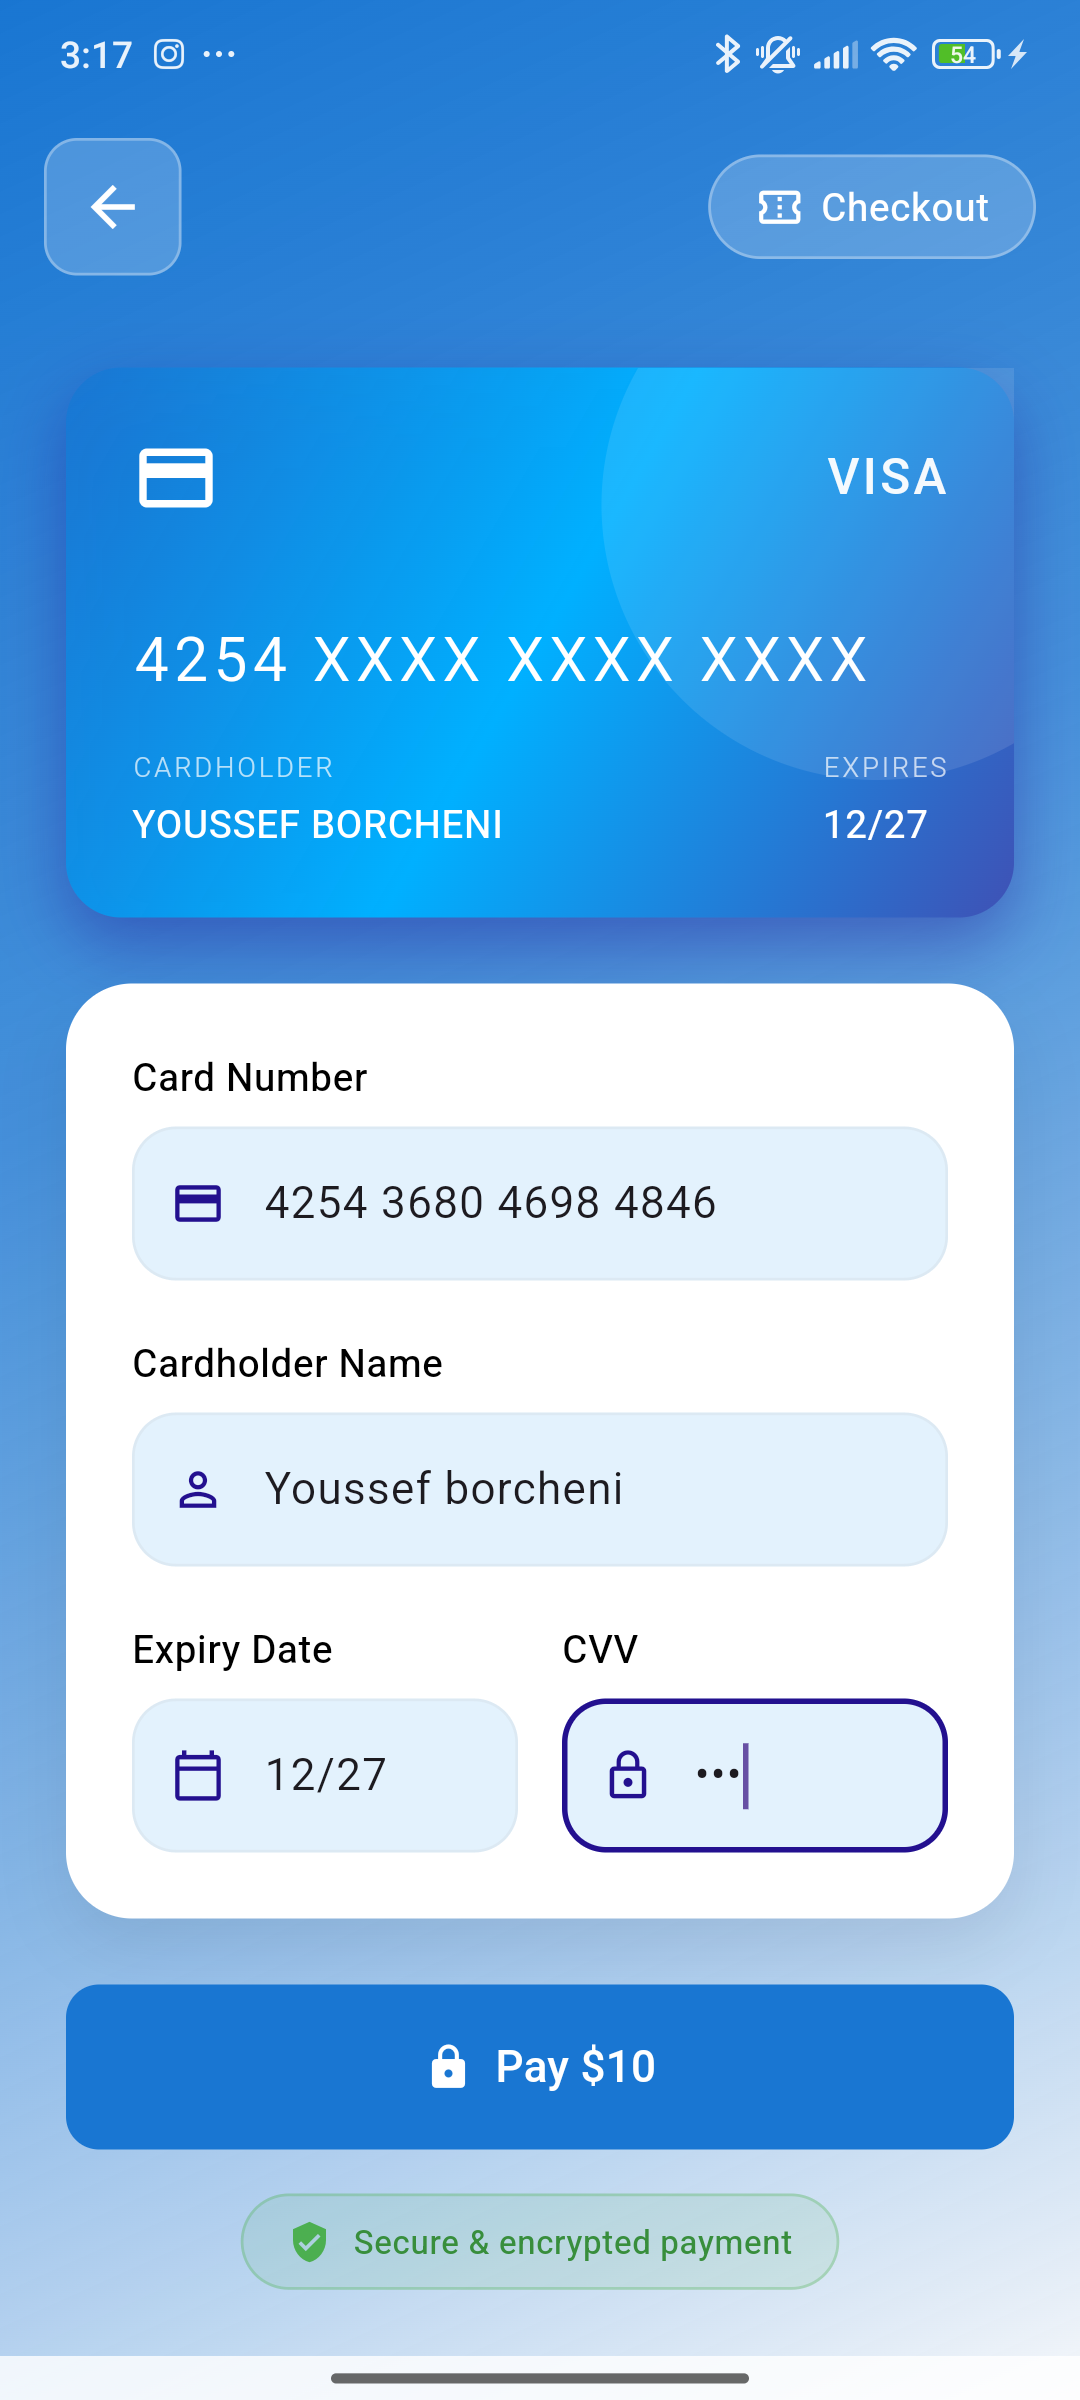 3:17
54
Checkout
VISA
4254 XXXX XXXX XXXX
CARDHOLDER EXPIRES
YOUSSEF BORCHENI 12/27
Card Number
4254 3680 4698 4846
Cardholder Name
Youssef borcheni
Expiry Date CVV
12/27 •••
Pay $10
Secure & encrypted payment